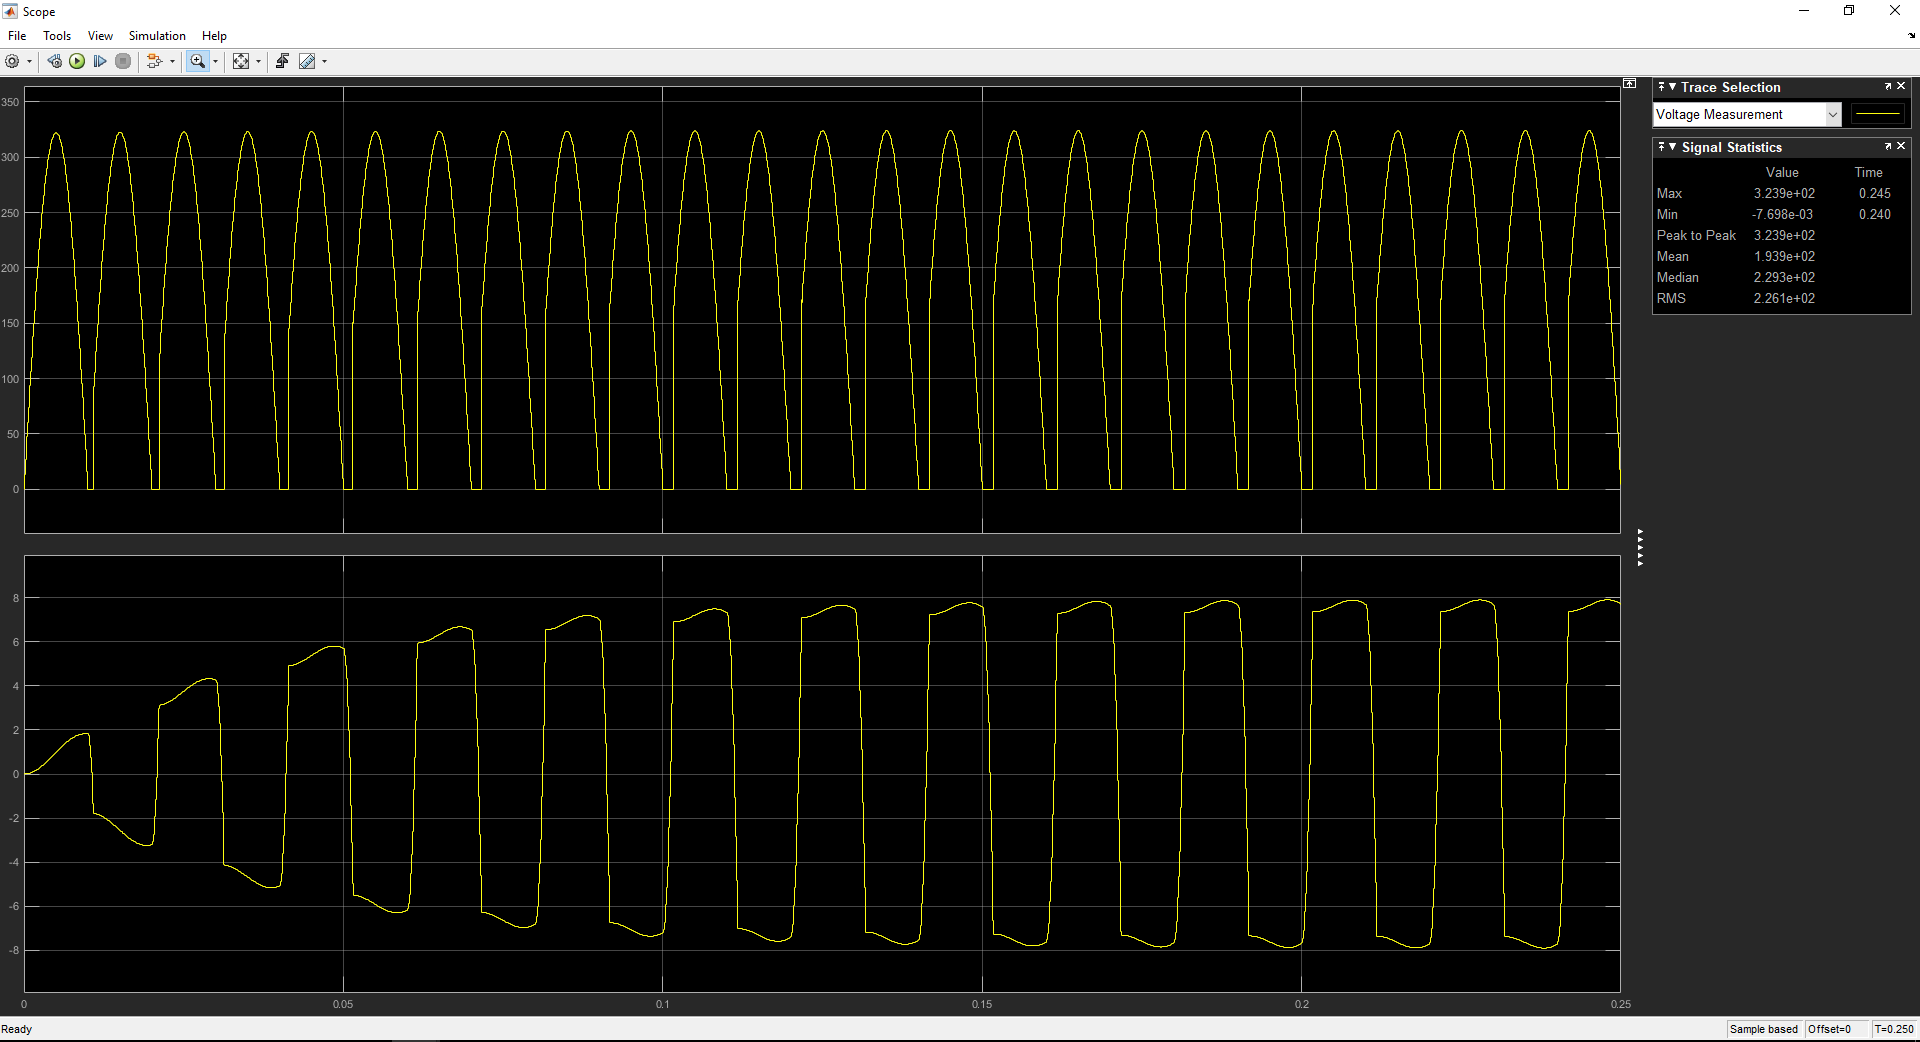 Scope
File Tools View Simulation Help
350
300
250
200
150
100
50
0
8
6
4
2
0
-2
-4
-6
-8
0 0.05 0.1 0.15 0.2 0.25
Trace Selection
Voltage Measurement
Signal Statistics
Value Time
Max 3.239e+02 0.245
Min -7.698e-03 0.240
Peak to Peak 3.239e+02
Mean 1.939e+02
Median 2.293e+02
RMS 2.261e+02
Ready Sample based Offset=0 T=0.250